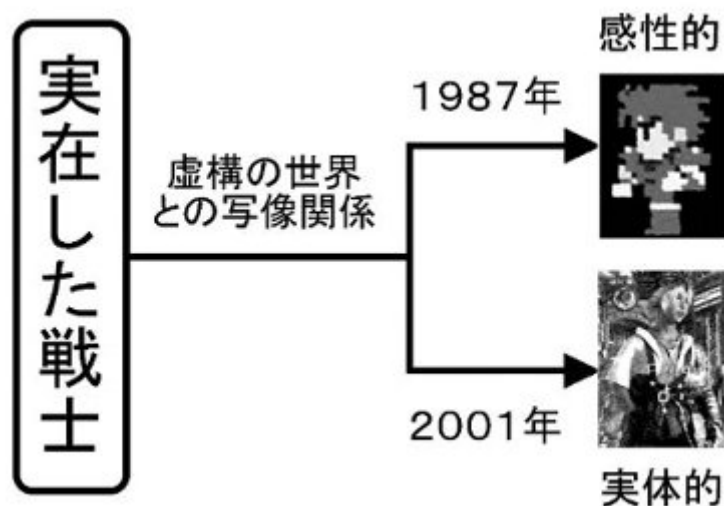 実在した戦士
虚構の世界
との写像関係
1987年
感性的
2001年
実体的